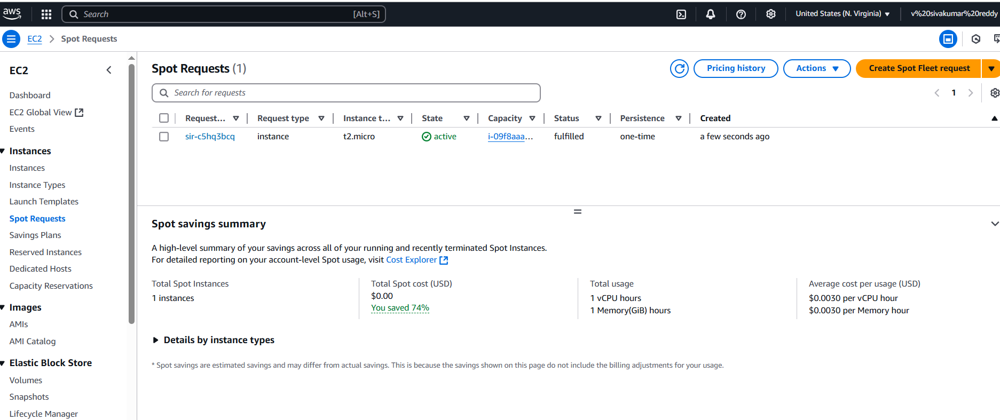 aws
Search [Alt+S]
United States (N. Virginia)
v%20sivakumar%20reddy
EC2 Spot Requests
EC2
Dashboard
EC2 Global View
Events
Instances
Instances
Instance Types
Launch Templates
Spot Requests
Savings Plans
Reserved Instances
Dedicated Hosts
Capacity Reservations
Images
AMIs
AMI Catalog
Elastic Block Store
Volumes
Snapshots
Lifecycle Manager
Spot Requests (1)
Pricing history
Actions
Create Spot Fleet request
Search for requests
1
Request... Request type Instance t... State Capacity Status Persistence Created
sir-c5hq3bcq instance t2.micro active i-09f8aaa... fulfilled one-time a few seconds ago
Spot savings summary
A high-level summary of your savings across all of your running and recently terminated Spot Instances.
For detailed reporting on your account-level Spot usage, visit Cost Explorer
Total Spot Instances
1 instances
Total Spot cost (USD)
$0.00
You saved 74%
Total usage
1 vCPU hours
1 Memory(GiB) hours
Average cost per usage (USD)
$0.0030 per vCPU hour
$0.0030 per Memory hour
Details by instance types
* Spot savings are estimated savings and may differ from actual savings. This is because the savings shown on this page do not include the billing adjustments for your usage.